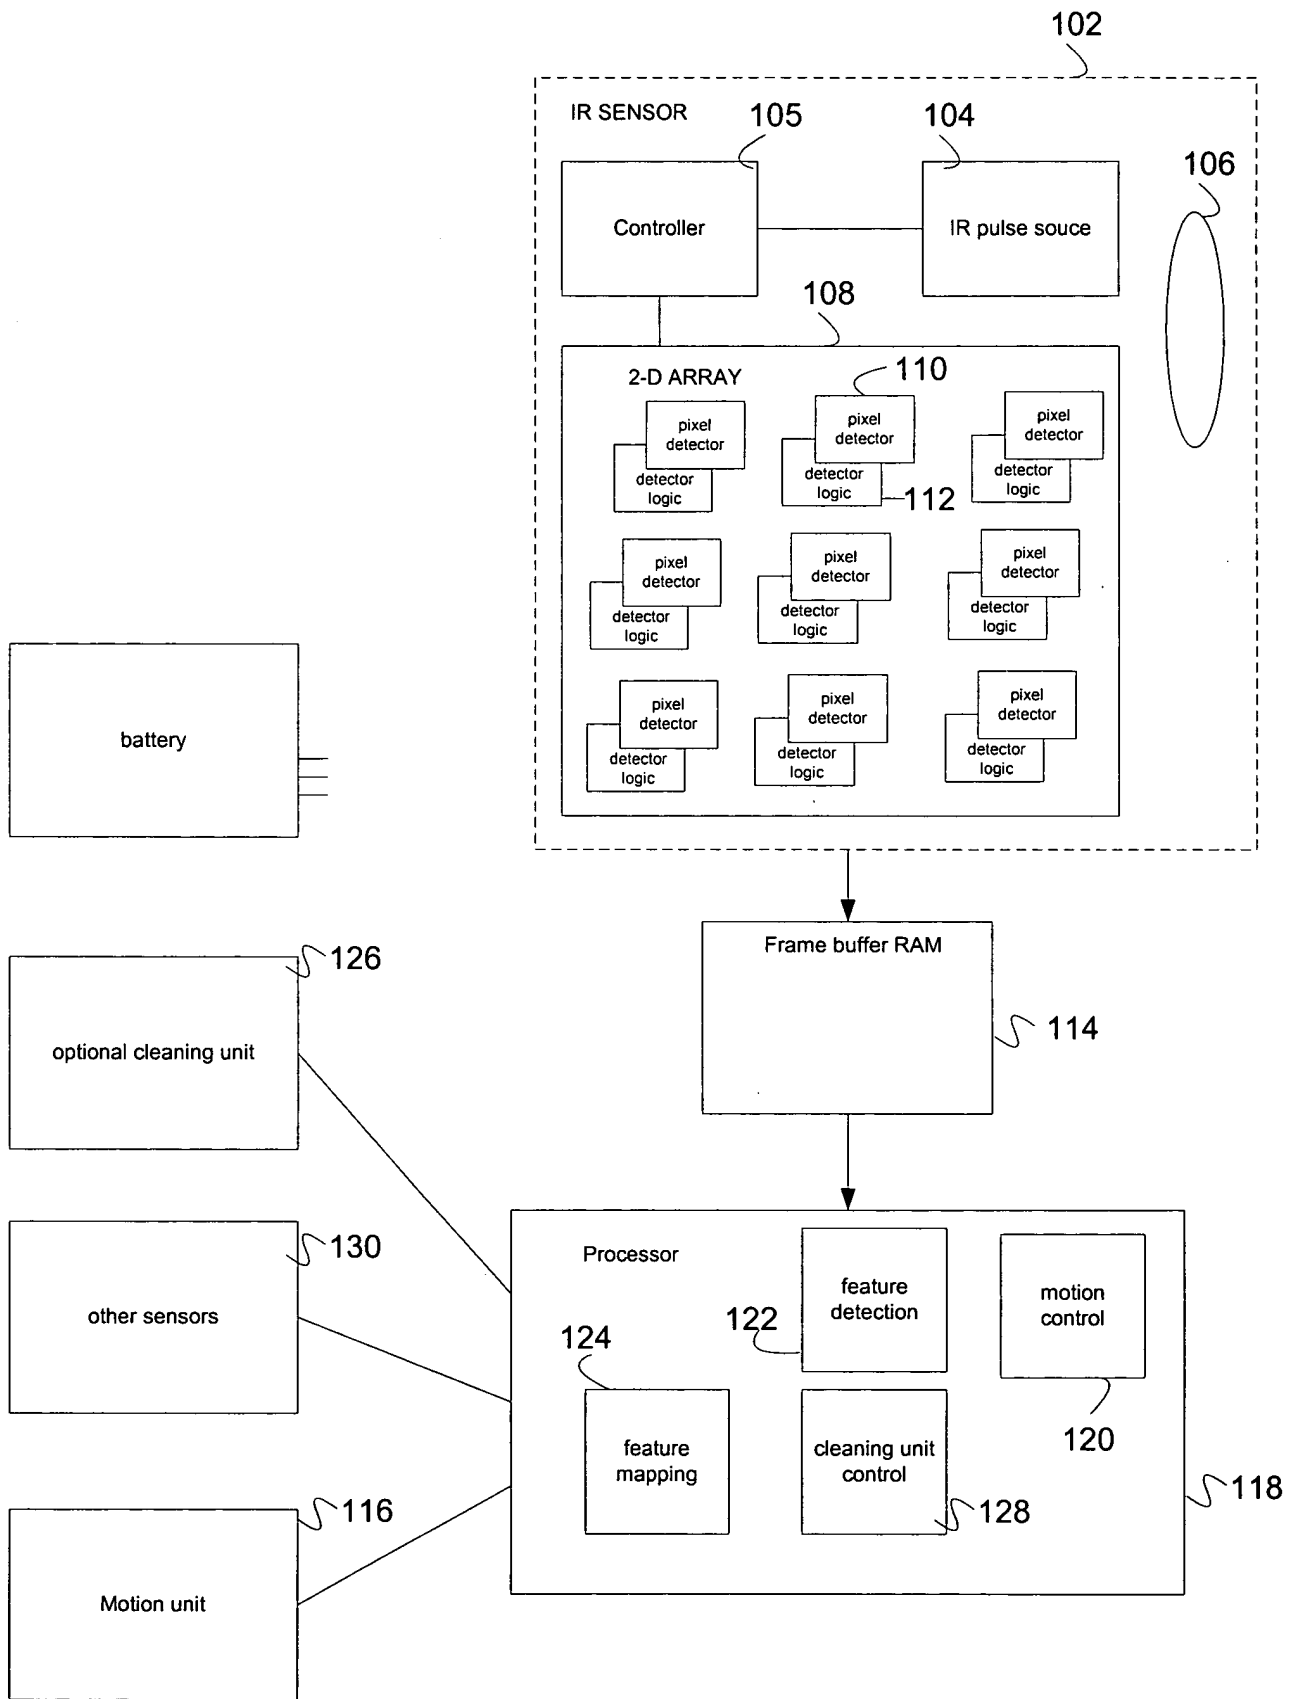 102
IR SENSOR
105
104
106
Controller
IR pulse souce
108
2-D ARRAY
110
pixel
detector
detector
logic
pixel
detector
detector
logic
112
pixel
detector
detector
logic
pixel
detector
detector
logic
pixel
detector
detector
logic
pixel
detector
detector
logic
pixel
detector
detector
logic
pixel
detector
detector
logic
pixel
detector
detector
logic
battery
Frame buffer RAM
114
126
optional cleaning unit
130
other sensors
116
Motion unit
Processor
feature
detection
122
motion
control
120
124
feature
mapping
cleaning unit
control
128
118